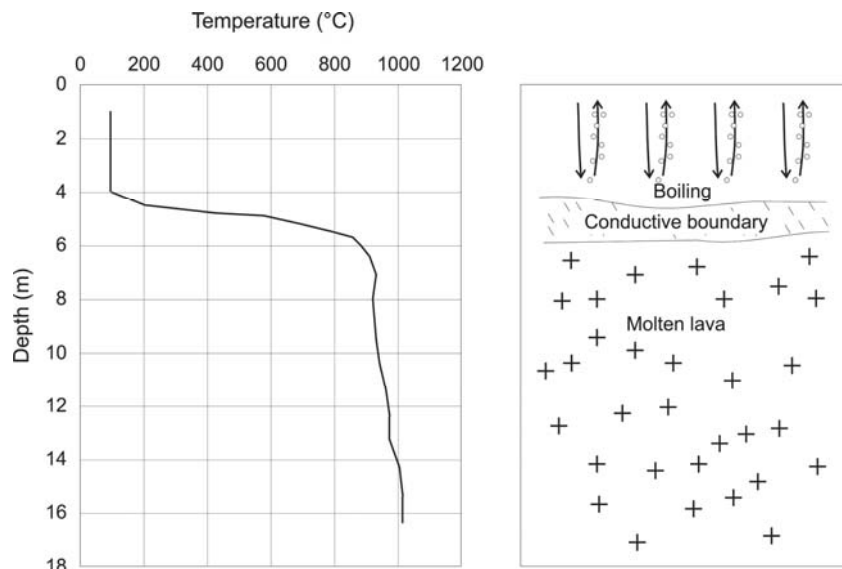 Temperature (°C)
0 200 400 600 800 1000 1200
0
2
4
6
8
10
12
14
16
18
Depth (m)
Boiling
Conductive boundary
Molten lava